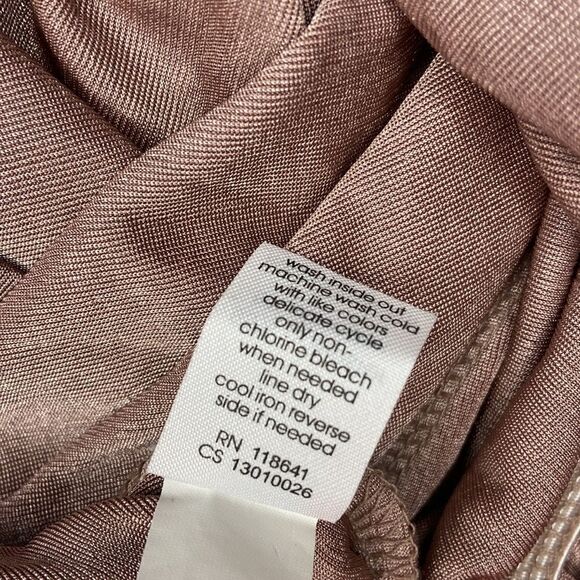 wash inside out
machine wash cold
with like colors
delicate cycle
only non-
chlorine bleach
when needed
line dry
cool iron reverse
side if needed
RN 118641
CS 13010026